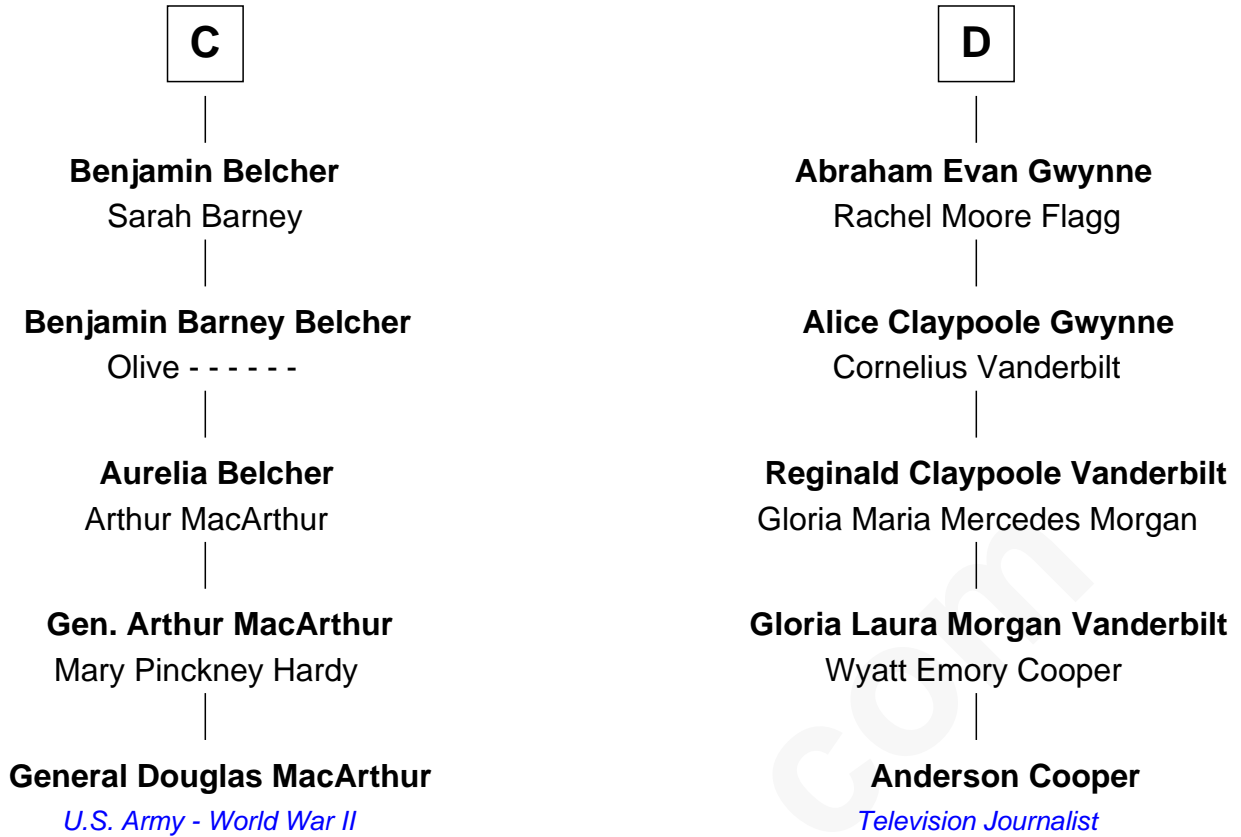 C
Benjamin Belcher
Sarah Barney
Benjamin Barney Belcher
Olive - - - - - -
Aurelia Belcher
Arthur MacArthur
Gen. Arthur MacArthur
Mary Pinckney Hardy
General Douglas MacArthur
U.S. Army - World War II
D
Abraham Evan Gwynne
Rachel Moore Flagg
Alice Claypoole Gwynne
Cornelius Vanderbilt
Reginald Claypoole Vanderbilt
Gloria Maria Mercedes Morgan
Gloria Laura Morgan Vanderbilt
Wyatt Emory Cooper
Anderson Cooper
Television Journalist
com